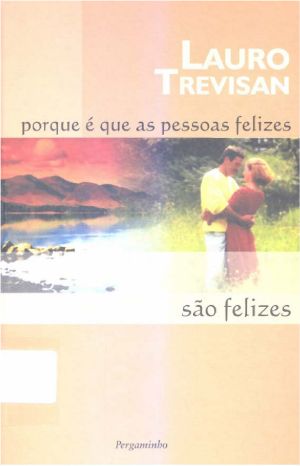 LAURO
TREVISAN
porque é que as pessoas felizes
são felizes
Pergaminho